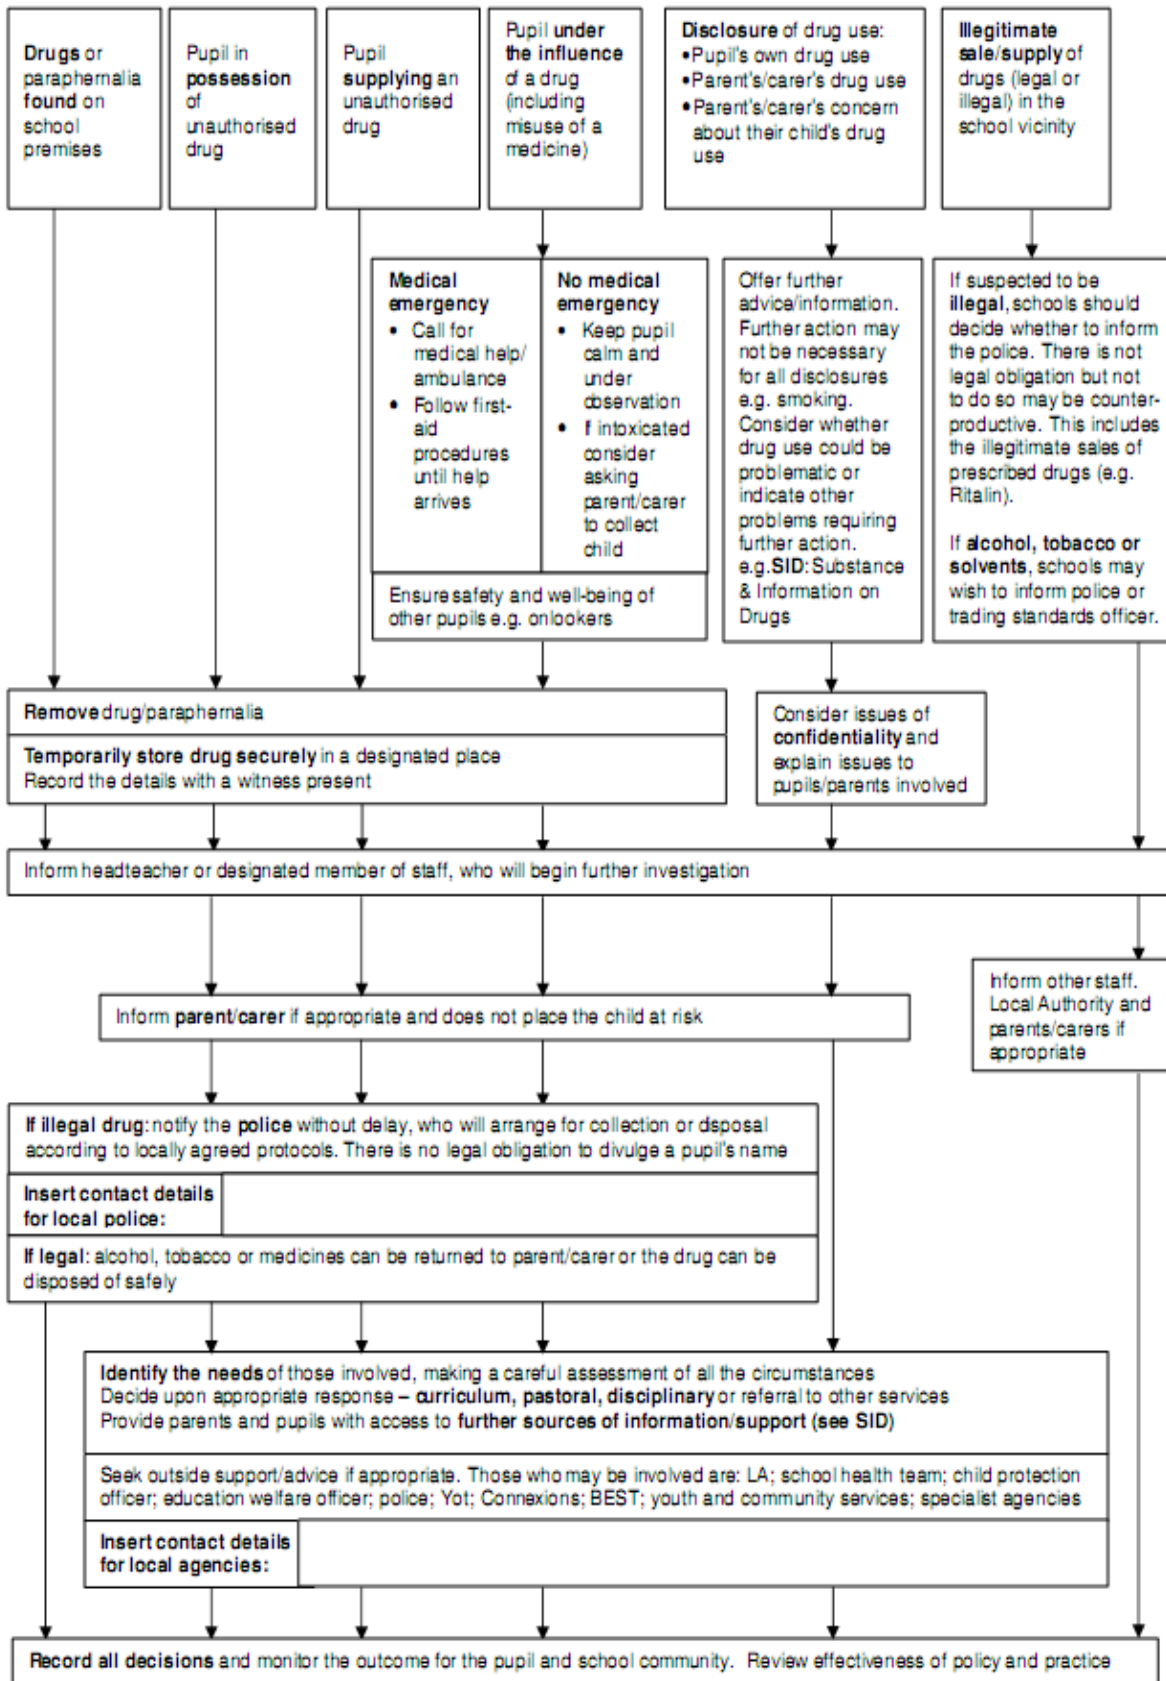 Drugs or
paraphernalia
found on
school
premises
Pupil in
possession
of
unauthorised
drug
Pupil
supplying an
unauthorised
drug
Pupil under
the influence
of a drug
(including
misuse of a
medicine)
Disclosure of drug use:
•Pupil's own drug use
•Parent's/carer's drug use
•Parent's/carer's concern
about their child's drug
use
Illegitimate
sale/supply of
drugs (legal or
illegal) in the
school vicinity
Medical
emergency
• Call for
medical help/
ambulance
• Follow first-
aid
procedures
until help
arrives
No medical
emergency
• Keep pupil
calm and
under
observation
• If intoxicated
consider
asking
parent/carer
to collect
child
Ensure safety and well-being of
other pupils e.g. onlookers
Offer further
advice/information.
Further action may
not be necessary
for all disclosures
e.g. smoking.
Consider whether
drug use could be
problematic or
indicate other
problems requiring
further action.
e.g.SID: Substance
& Information on
Drugs
If suspected to be
illegal, schools should
decide whether to inform
the police. There is not
legal obligation but not
to do so may be counter-
productive. This includes
the illegitimate sales of
prescribed drugs (e.g.
Ritalin).
If alcohol, tobacco or
solvents, schools may
wish to inform police or
trading standards officer.
Remove drug/paraphernalia
Temporarily store drug securely in a designated place
Record the details with a witness present
Consider issues of
confidentiality and
explain issues to
pupils/parents involved
Inform headteacher or designated member of staff, who will begin further investigation
Inform parent/carer if appropriate and does not place the child at risk
Inform other staff.
Local Authority and
parents/carers if
appropriate
If illegal drug: notify the police without delay, who will arrange for collection or disposal
according to locally agreed protocols. There is no legal obligation to divulge a pupil's name
Insert contact details
for local police:
If legal: alcohol, tobacco or medicines can be returned to parent/carer or the drug can be
disposed of safely
Identify the needs of those involved, making a careful assessment of all the circumstances
Decide upon appropriate response – curriculum, pastoral, disciplinary or referral to other services
Provide parents and pupils with access to further sources of information/support (see SID)
Seek outside support/advice if appropriate. Those who may be involved are: LA; school health team; child protection
officer; education welfare officer; police; Yot; Connexions; BEST; youth and community services; specialist agencies
Insert contact details
for local agencies:
Record all decisions and monitor the outcome for the pupil and school community. Review effectiveness of policy and practice